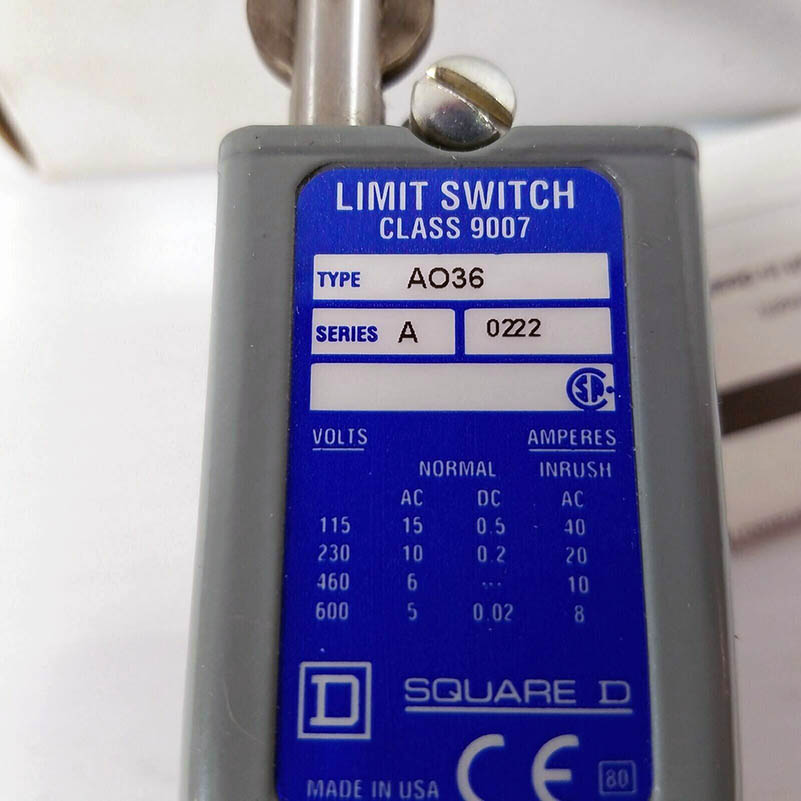 LIMIT SWITCH
CLASS 9007
TYPE AO36
SERIES A 0222
VOLTS AMPERES
NORMAL INRUSH
AC DC AC
115 15 0.5 40
230 10 0.2 20
460 6 ... 10
600 5 0.02 8
D SQUARE D
MADE IN USA CE 80